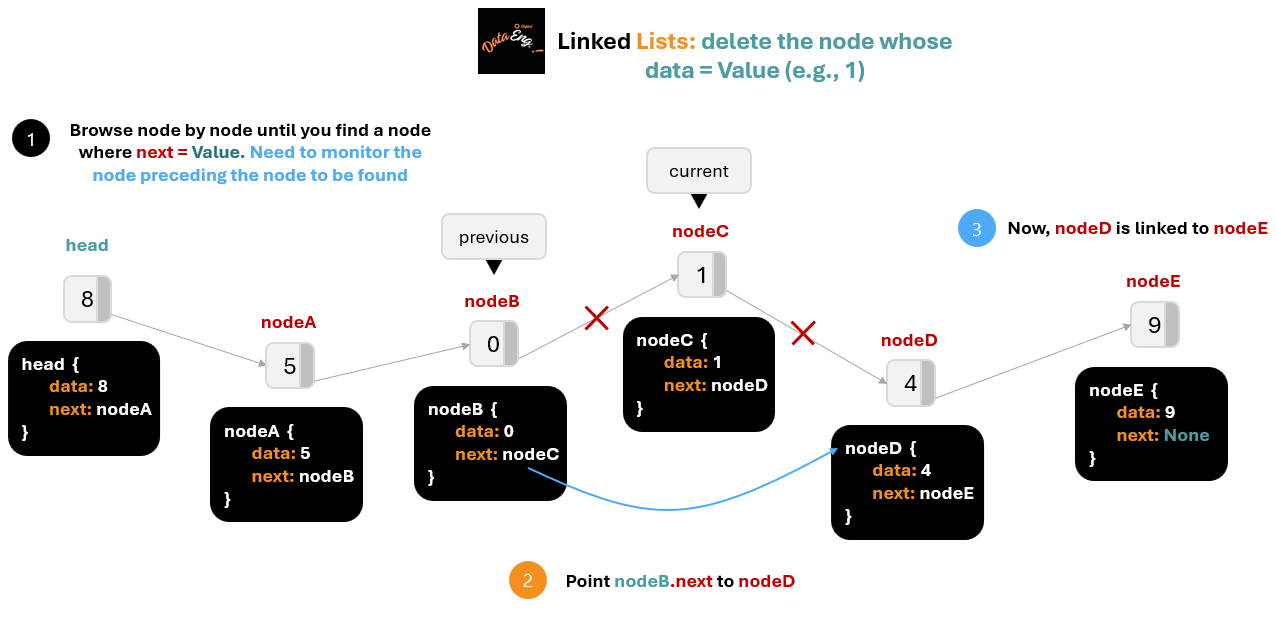 Data
Eng...
Linked Lists: delete the node whose
data = Value (e.g., 1)
1
Browse node by node until you find a node
where next = Value. Need to monitor the
node preceding the node to be found
current
previous
3
Now, nodeD is linked to nodeE
head
8
nodeA
5
nodeB
0
nodeC
1
nodeD
4
nodeE
9
head {
data: 8
next: nodeA
}
nodeA {
data: 5
next: nodeB
}
nodeB {
data: 0
next: nodeC
}
nodeC {
data: 1
next: nodeD
}
nodeD {
data: 4
next: nodeE
}
nodeE {
data: 9
next: None
}
2
Point nodeB.next to nodeD